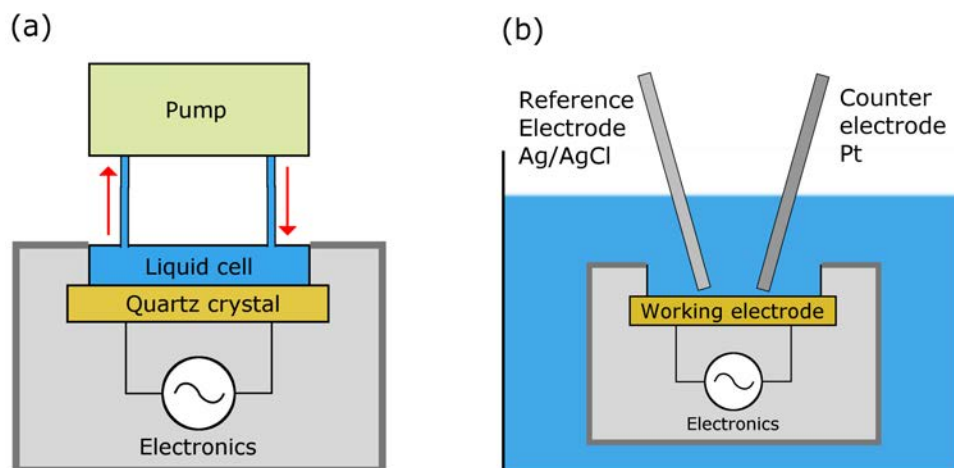 (a)
Pump
Liquid cell
Quartz crystal
Electronics
(b)
Reference
Electrode
Ag/AgCl
Counter
electrode
Pt
Working electrode
Electronics